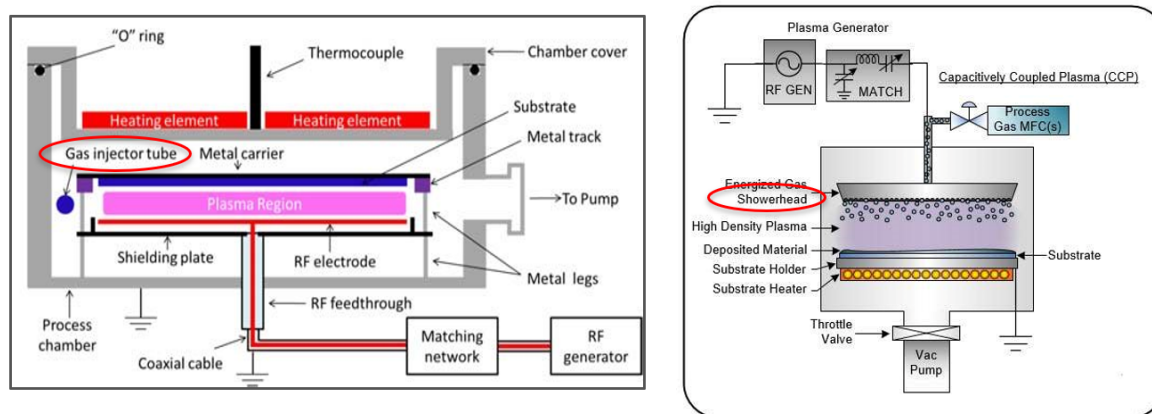 "O" ring
Thermocouple
Chamber cover
Substrate
Heating element
Heating element
Gas injector tube
Metal carrier
Metal track
Plasma Region
To Pump
Shielding plate
RF electrode
Metal legs
RF feedthrough
Process
chamber
Coaxial cable
Matching
network
RF
generator
Plasma Generator
RF GEN
MATCH
Capacitively Coupled Plasma (CCP)
Process
Gas MFC(s)
Energized Gas
Showerhead
High Density Plasma
Deposited Material
Substrate
Substrate Holder
Substrate Heater
Throttle
Valve
Vac
Pump